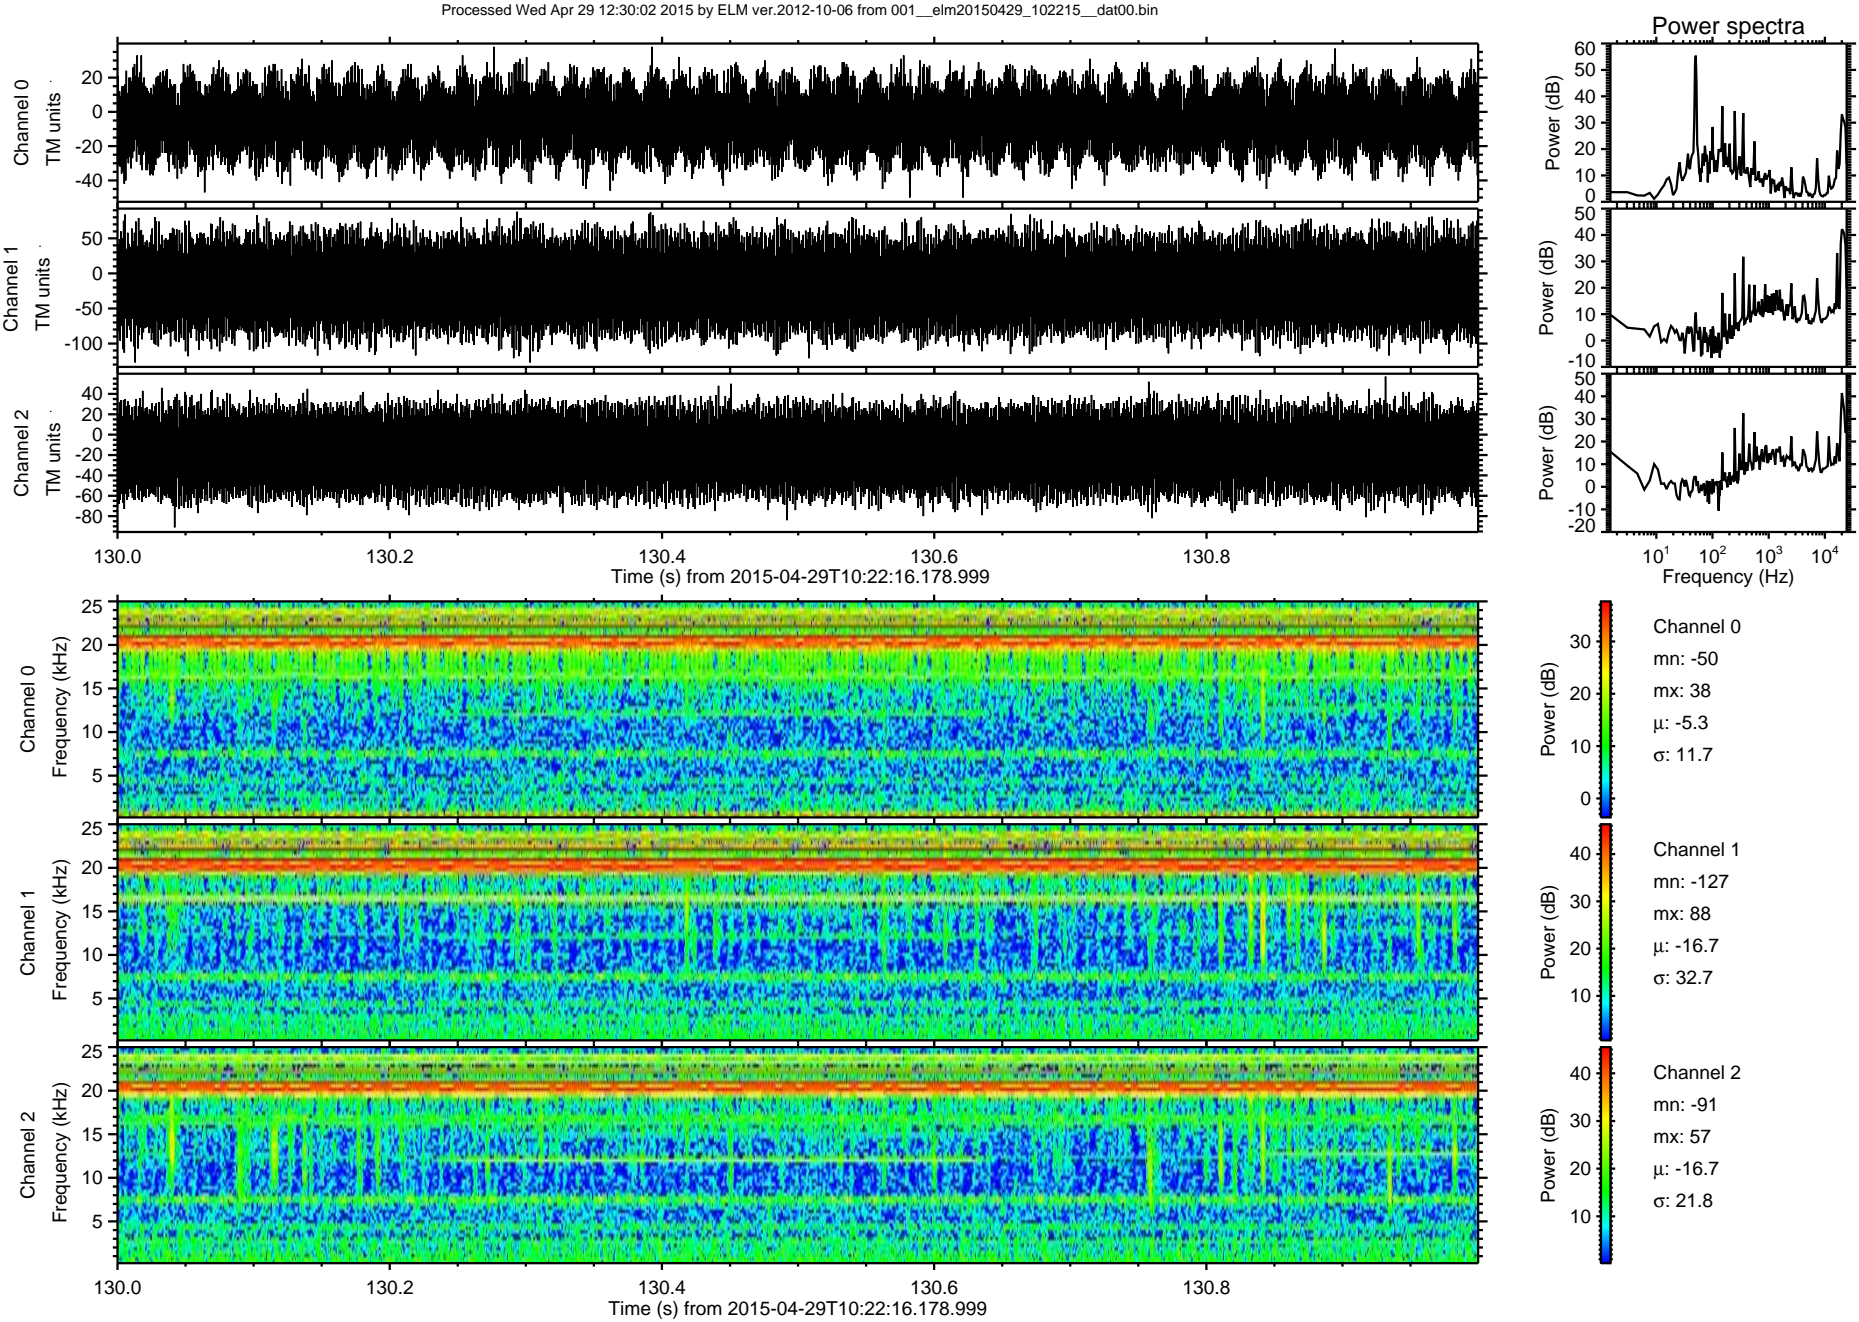 Processed Wed Apr 29 12:30:02 2015 by ELM ver.2012-10-06 from 001__elm20150429_102215__dat00.bin
Power spectra
Channel 0
TM units
20
0
-20
-40
Power (dB)
60
50
40
30
20
10
0
Channel 1
TM units
50
0
-50
-100
Power (dB)
50
40
30
20
10
0
-10
Channel 2
TM units
40
20
0
-20
-40
-60
-80
Power (dB)
50
40
30
20
10
0
-10
-20
130.0 130.2 130.4 130.6 130.8
Time (s) from 2015-04-29T10:22:16.178.999
10^1 10^2 10^3 10^4
Frequency (Hz)
Channel 0
Frequency (kHz)
25
20
15
10
5
Power (dB)
30
20
10
0
Channel 0
mn: -50
mx: 38
μ: -5.3
σ: 11.7
Channel 1
Frequency (kHz)
25
20
15
10
5
Power (dB)
40
30
20
10
Channel 1
mn: -127
mx: 88
μ: -16.7
σ: 32.7
Channel 2
Frequency (kHz)
25
20
15
10
5
Power (dB)
40
30
20
10
Channel 2
mn: -91
mx: 57
μ: -16.7
σ: 21.8
130.0 130.2 130.4 130.6 130.8
Time (s) from 2015-04-29T10:22:16.178.999